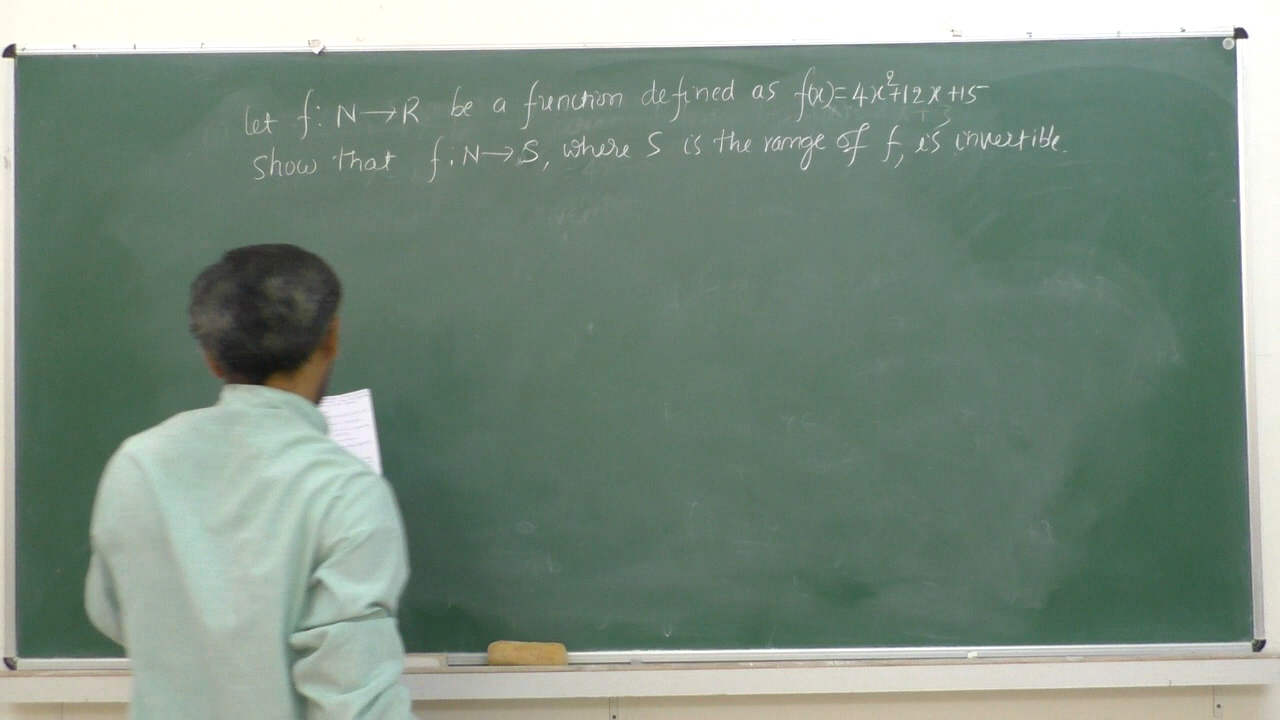 let f: N→R be a function defined as f(x)=4x²+12x+15
Show that f: N→S, where S is the range of f, is invertible.